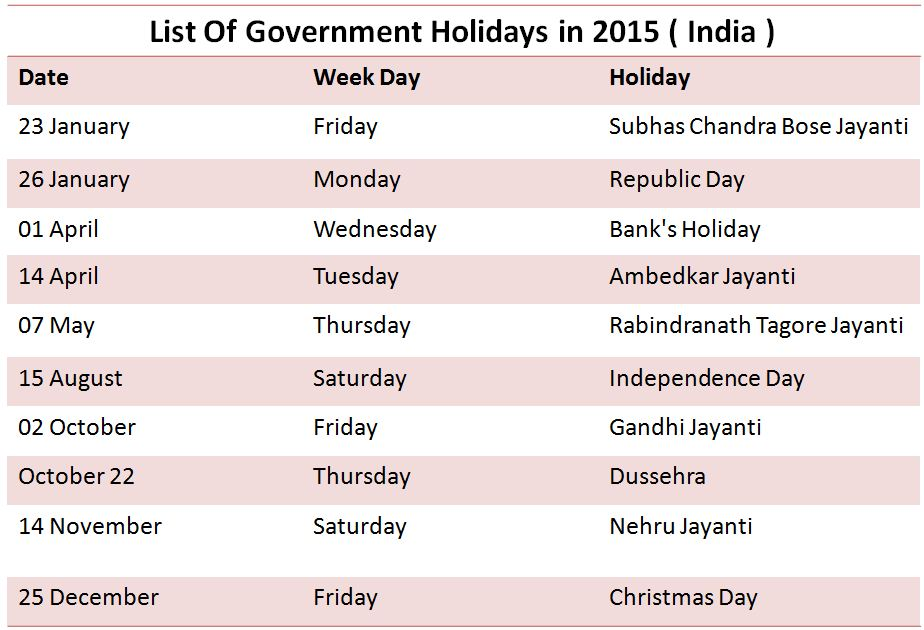 List Of Government Holidays in 2015 ( India )
Date Week Day Holiday
23 January Friday Subhas Chandra Bose Jayanti
26 January Monday Republic Day
01 April Wednesday Bank's Holiday
14 April Tuesday Ambedkar Jayanti
07 May Thursday Rabindranath Tagore Jayanti
15 August Saturday Independence Day
02 October Friday Gandhi Jayanti
October 22 Thursday Dussehra
14 November Saturday Nehru Jayanti
25 December Friday Christmas Day